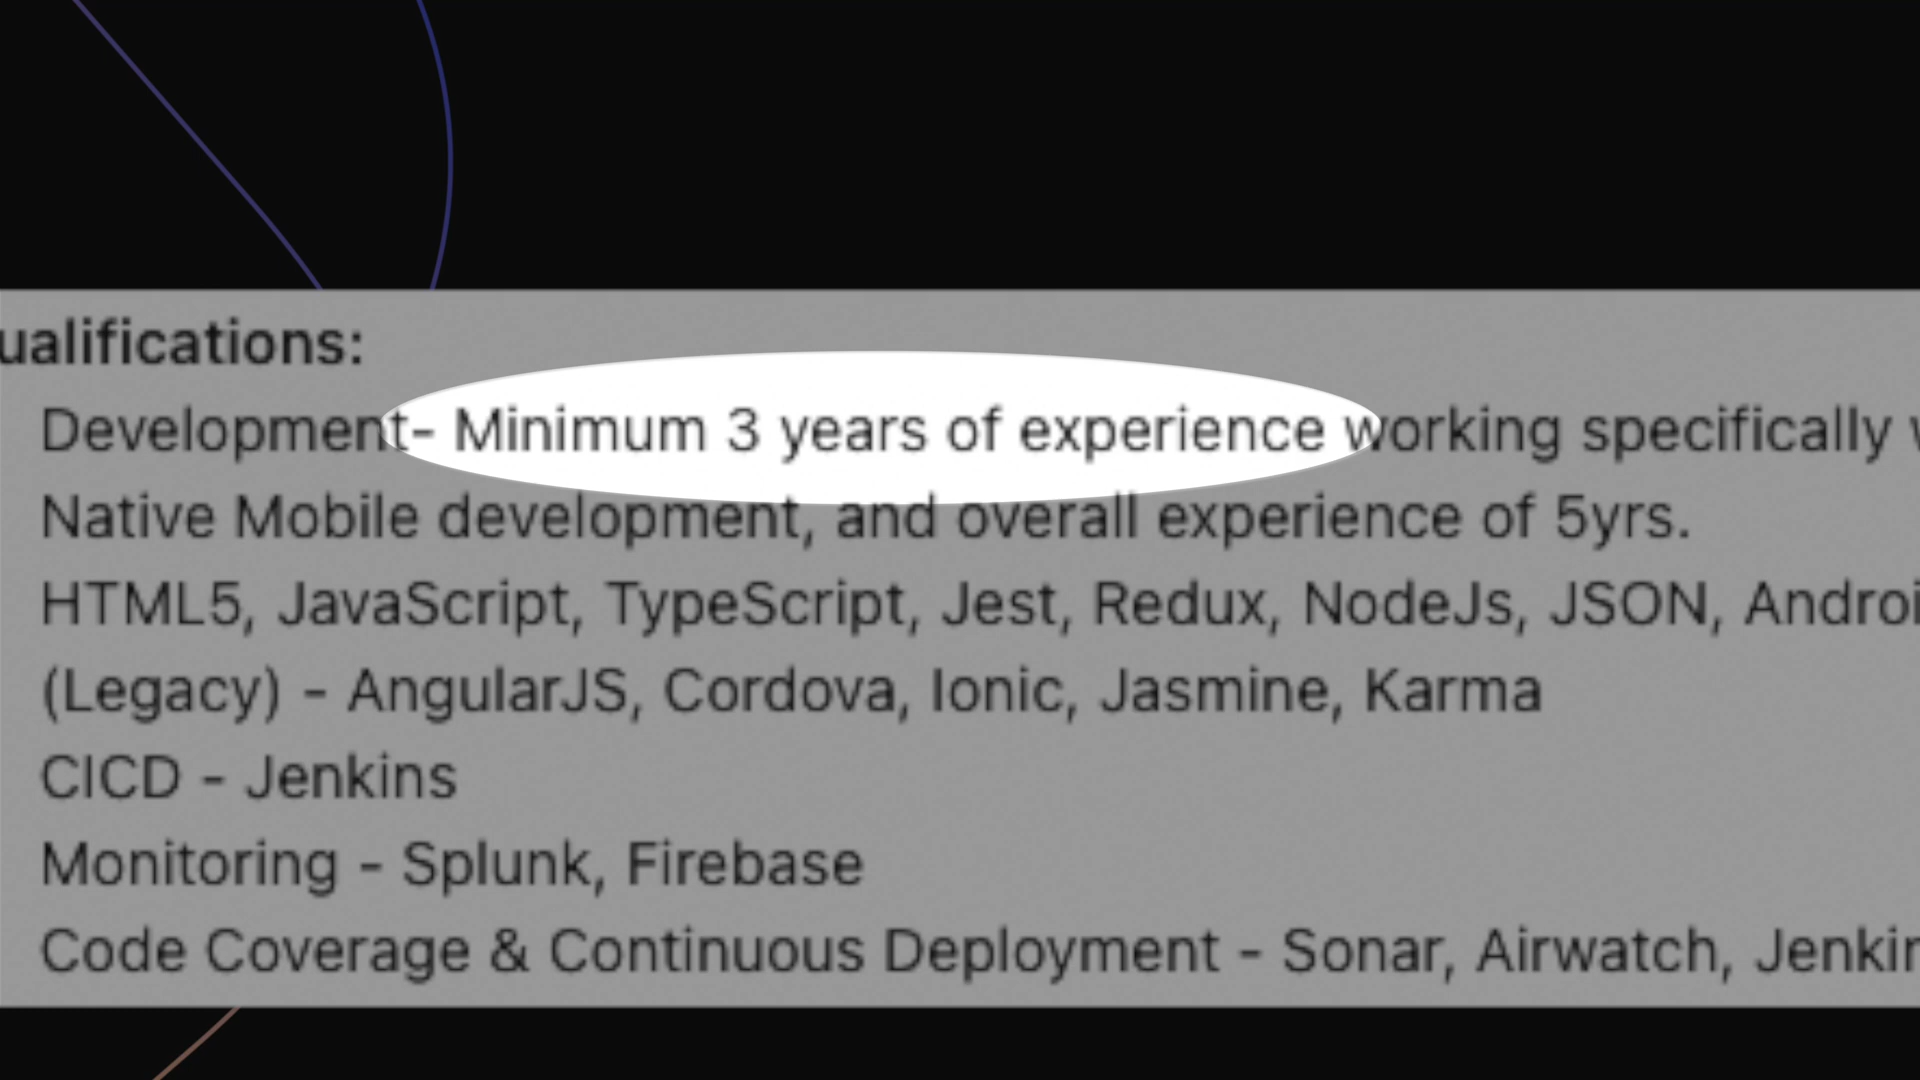 ualifications:
Development- Minimum 3 years of experience working specifically
Native Mobile development, and overall experience of 5yrs.
HTML5, JavaScript, TypeScript, Jest, Redux, NodeJs, JSON, Androi
(Legacy) - AngularJS, Cordova, Ionic, Jasmine, Karma
CICD - Jenkins
Monitoring - Splunk, Firebase
Code Coverage & Continuous Deployment - Sonar, Airwatch, Jenkin